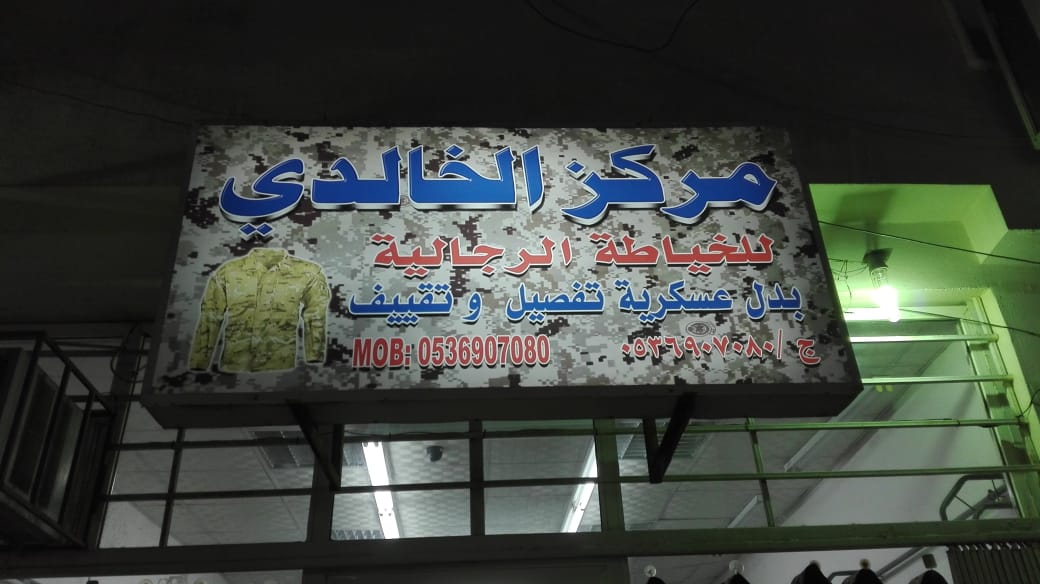 مركز الخالدي
للخياطة الرجالية
بدل عسكرية تفصيل و تقييف
ج / ٠٥٣٦٩٠٧٠٨٠ MOB: 0536907080